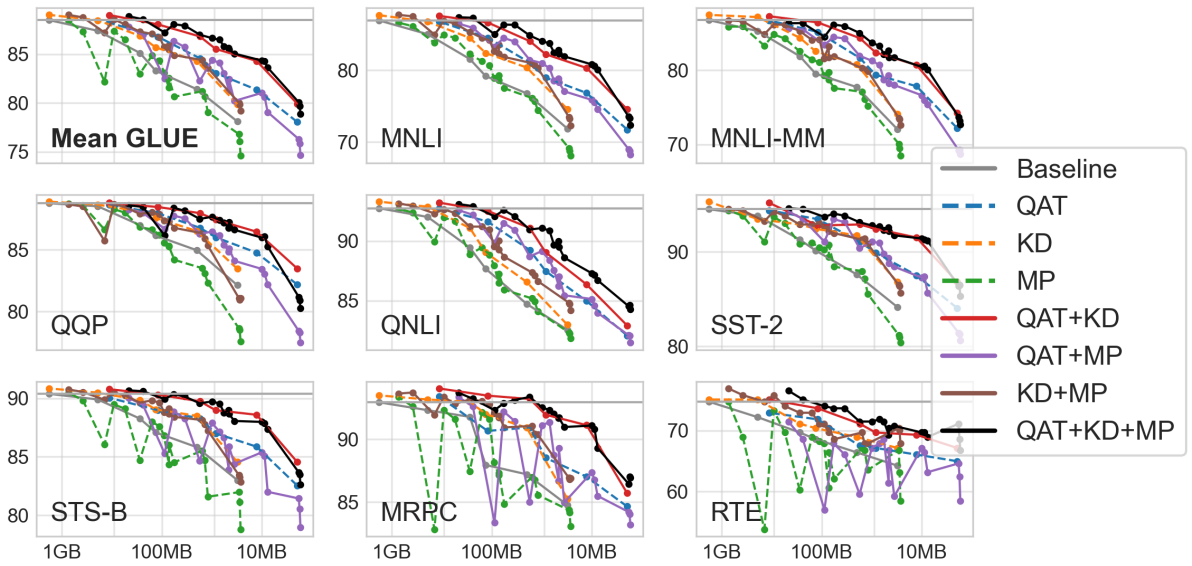 85
80
75
Mean GLUE
80
70
MNLI
90
80
70
MNLI-MM
Baseline
QAT
KD
MP
QAT+KD
QAT+MP
KD+MP
QAT+KD+MP
85
80
QQP
90
85
QNLI
90
80
SST-2
90
85
80
STS-B
90
85
MRPC
70
60
RTE
1GB
100MB
10MB
1GB
100MB
10MB
1GB
100MB
10MB